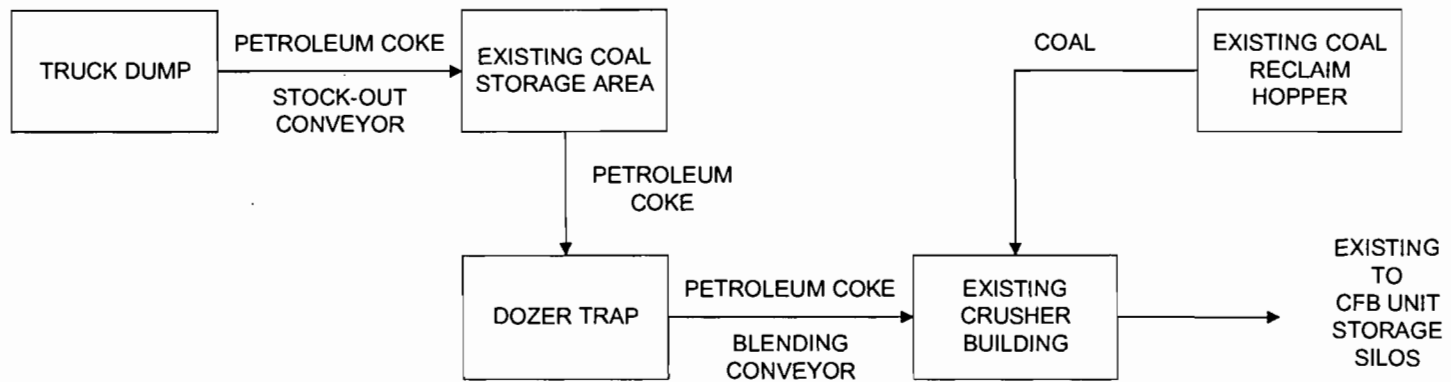 TRUCK DUMP
PETROLEUM COKE
STOCK-OUT
CONVEYOR
EXISTING COAL
STORAGE AREA
COAL
EXISTING COAL
RECLAIM
HOPPER
PETROLEUM
COKE
DOZER TRAP
PETROLEUM COKE
BLENDING
CONVEYOR
EXISTING
CRUSHER
BUILDING
EXISTING
TO
CFB UNIT
STORAGE
SILOS